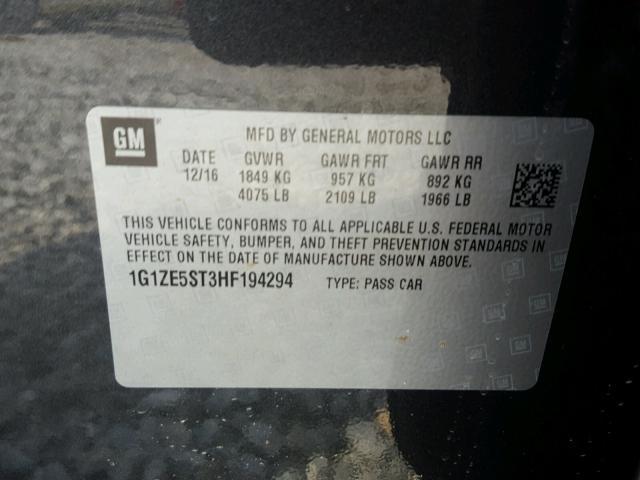 GM
MFD BY GENERAL MOTORS LLC
DATE GVWR GAWR FRT GAWR RR
12/16 1849 KG 957 KG 892 KG
4075 LB 2109 LB 1966 LB
THIS VEHICLE CONFORMS TO ALL APPLICABLE U.S. FEDERAL MOTOR
VEHICLE SAFETY, BUMPER, AND THEFT PREVENTION STANDARDS IN
EFFECT ON THE DATE OF MANUFACTURE SHOWN ABOVE.
1G1ZE5ST3HF194294 TYPE: PASS CAR